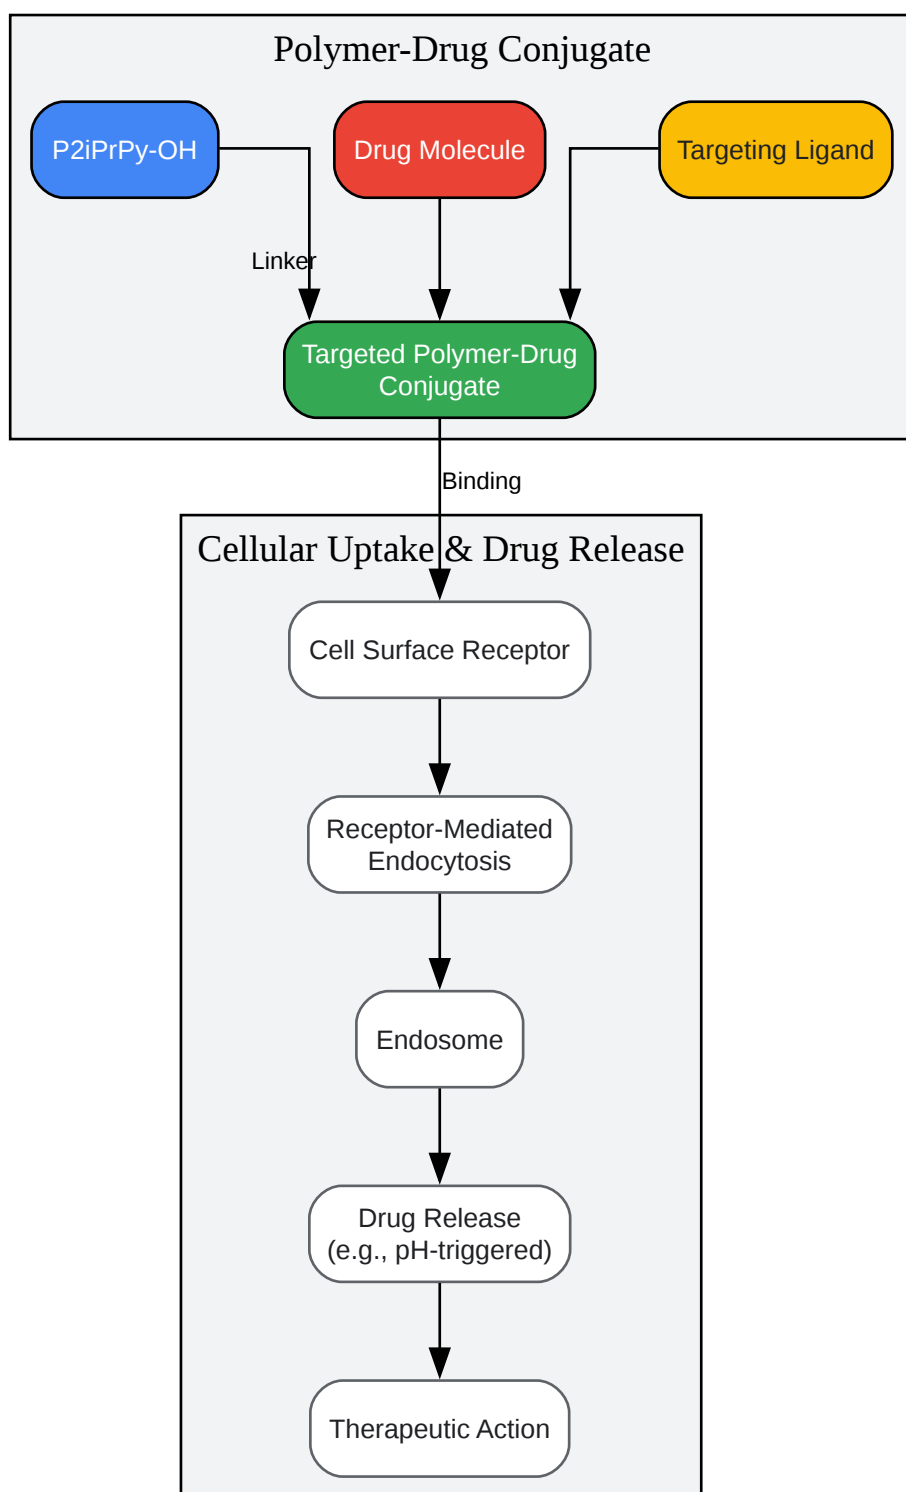 Polymer-Drug Conjugate
P2iPrPy-OH
Drug Molecule
Targeting Ligand
Linker
Targeted Polymer-Drug
Conjugate
Binding
Cellular Uptake & Drug Release
Cell Surface Receptor
Receptor-Mediated
Endocytosis
Endosome
Drug Release
(e.g., pH-triggered)
Therapeutic Action